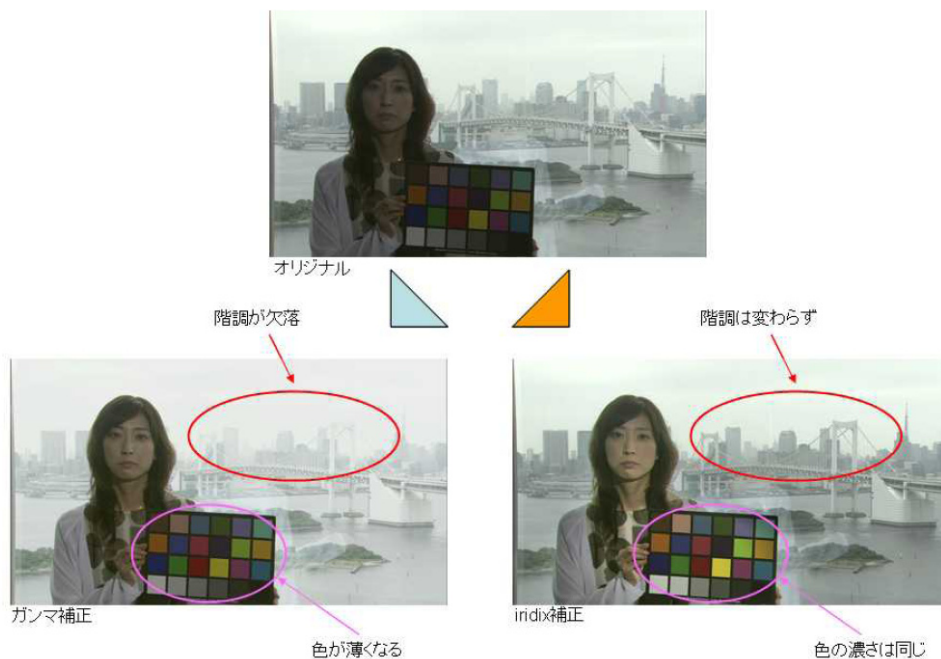 オリジナル
階調が欠落
階調は変わらず
ガンマ補正
iridix補正
色が薄くなる
色の濃さは同じ